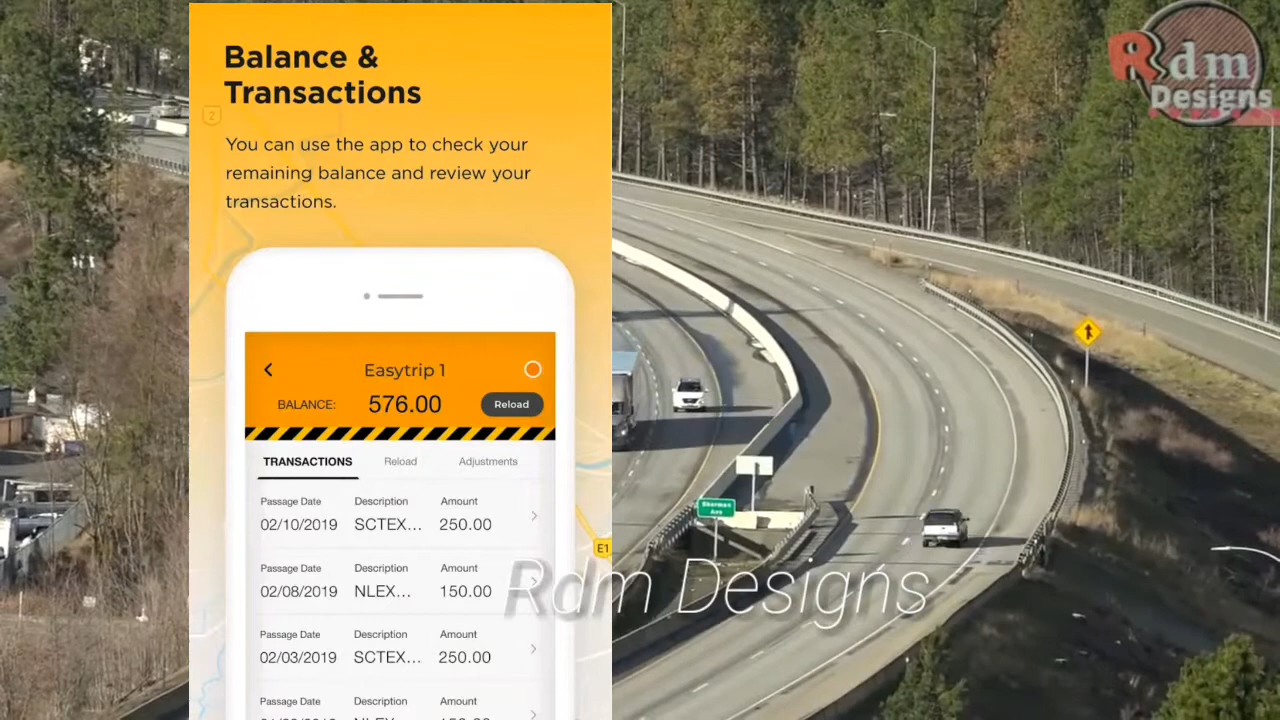 Balance &
Transactions
2
You can use the app to check your
remaining balance and review your
transactions.
Easytrip 1
BALANCE: 576.00 Reload
TRANSACTIONS Reload Adjustments
Passage Date Description Amount
02/10/2019 SCTEX... 250.00
E1
Passage Date Description Amount
02/08/2019 NLEX... 150.00
Passage Date Description Amount
02/03/2019 SCTEX... 250.00
Passage Date Description Amount
Rdm
Designs
Sherman
Ave
Rdm Designs